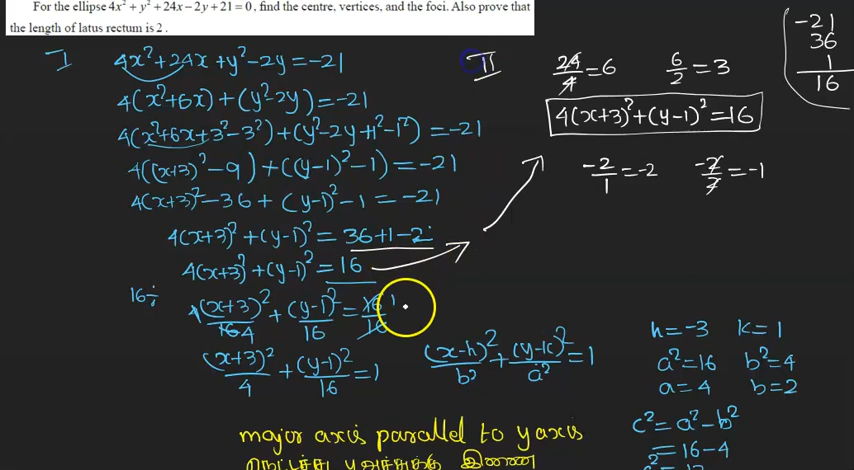 For the ellipse 4x² + y² + 24x − 2y + 21 = 0, find the centre, vertices, and the foci. Also prove that
the length of latus rectum is 2.
I 4x²+24x+y²-2y=-21
4(x²+6x)+(y²-2y)=-21
4(x²+6x+3²-3²)+(y²-2y+1²-1²)=-21
4((x+3)²-9)+((y-1)²-1)=-21
4(x+3)²-36+(y-1)²-1=-21
4(x+3)²+(y-1)²=36+1-2
4(x+3)²+(y-1)²=16
16÷ 4(x+3)²/16 4 + (y-1)²/16 = 16/16 1
(x+3)²/4 + (y-1)²/16 = 1
(x-h)²/b² + (y-k)²/a² = 1
major axis parallel to y axis
II 24/4=6 6/2=3
4(x+3)²+(y-1)²=16
-2/1=-2 -2/2=-1
-21
36
1
16
h=-3 k=1
a²=16 b²=4
a=4 b=2
c²=a²-b²
=16-4